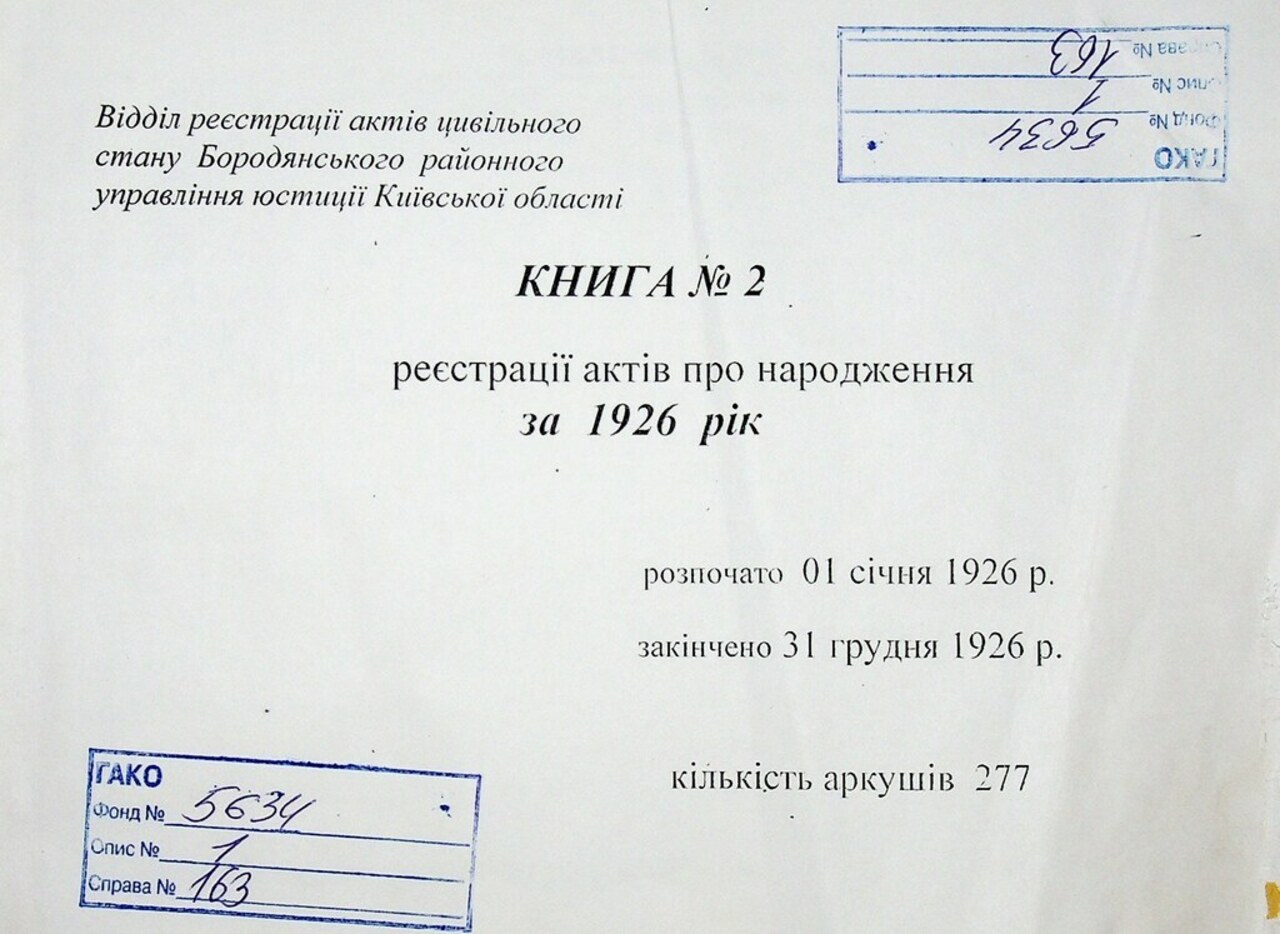 Відділ реєстрації актів цивільного
стану Бородянського районного
управління юстиції Київської області
ГАКО
Фонд № 5634
Опис № 1
Справа № 163
КНИГА № 2
реєстрації актів про народження
за 1926 рік
розпочато 01 січня 1926 р.
закінчено 31 грудня 1926 р.
кількість аркушів 277
ГАКО
Фонд № 5634
Опис № 1
Справа № 163